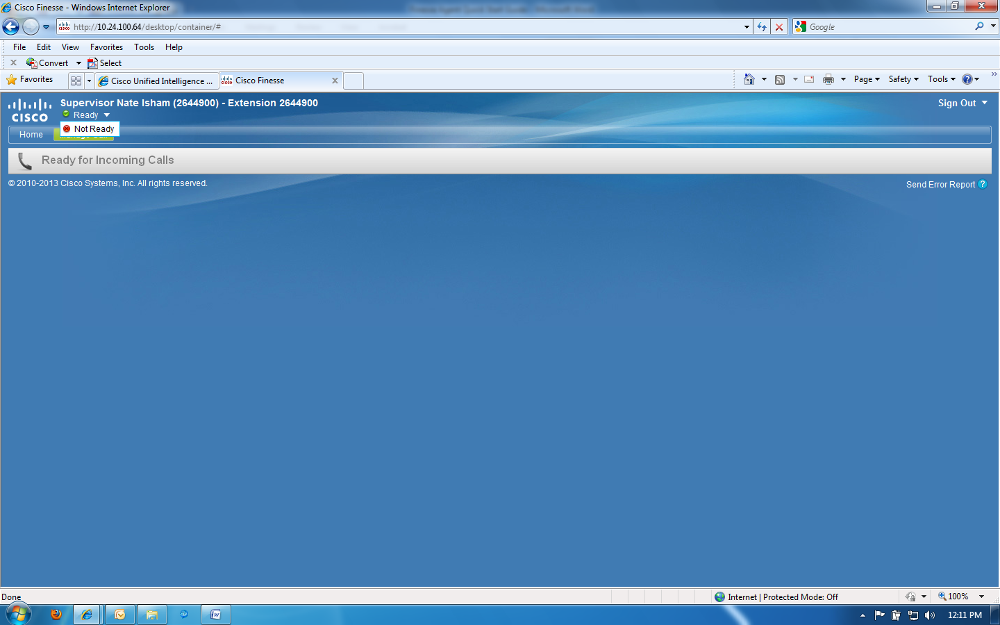 Cisco Finesse - Windows Internet Explorer
http://10.24.100.64/desktop/container/#
Google
File Edit View Favorites Tools Help
Convert Select
Favorites
Cisco Unified Intelligence ...
Cisco Finesse
Page Safety Tools
CISCO
Supervisor Nate Isham (2644900) - Extension 2644900
Sign Out
Ready
Not Ready
Home
Ready for Incoming Calls
© 2010-2013 Cisco Systems, Inc. All rights reserved.
Send Error Report
Done
Internet | Protected Mode: Off
100%
12:11 PM